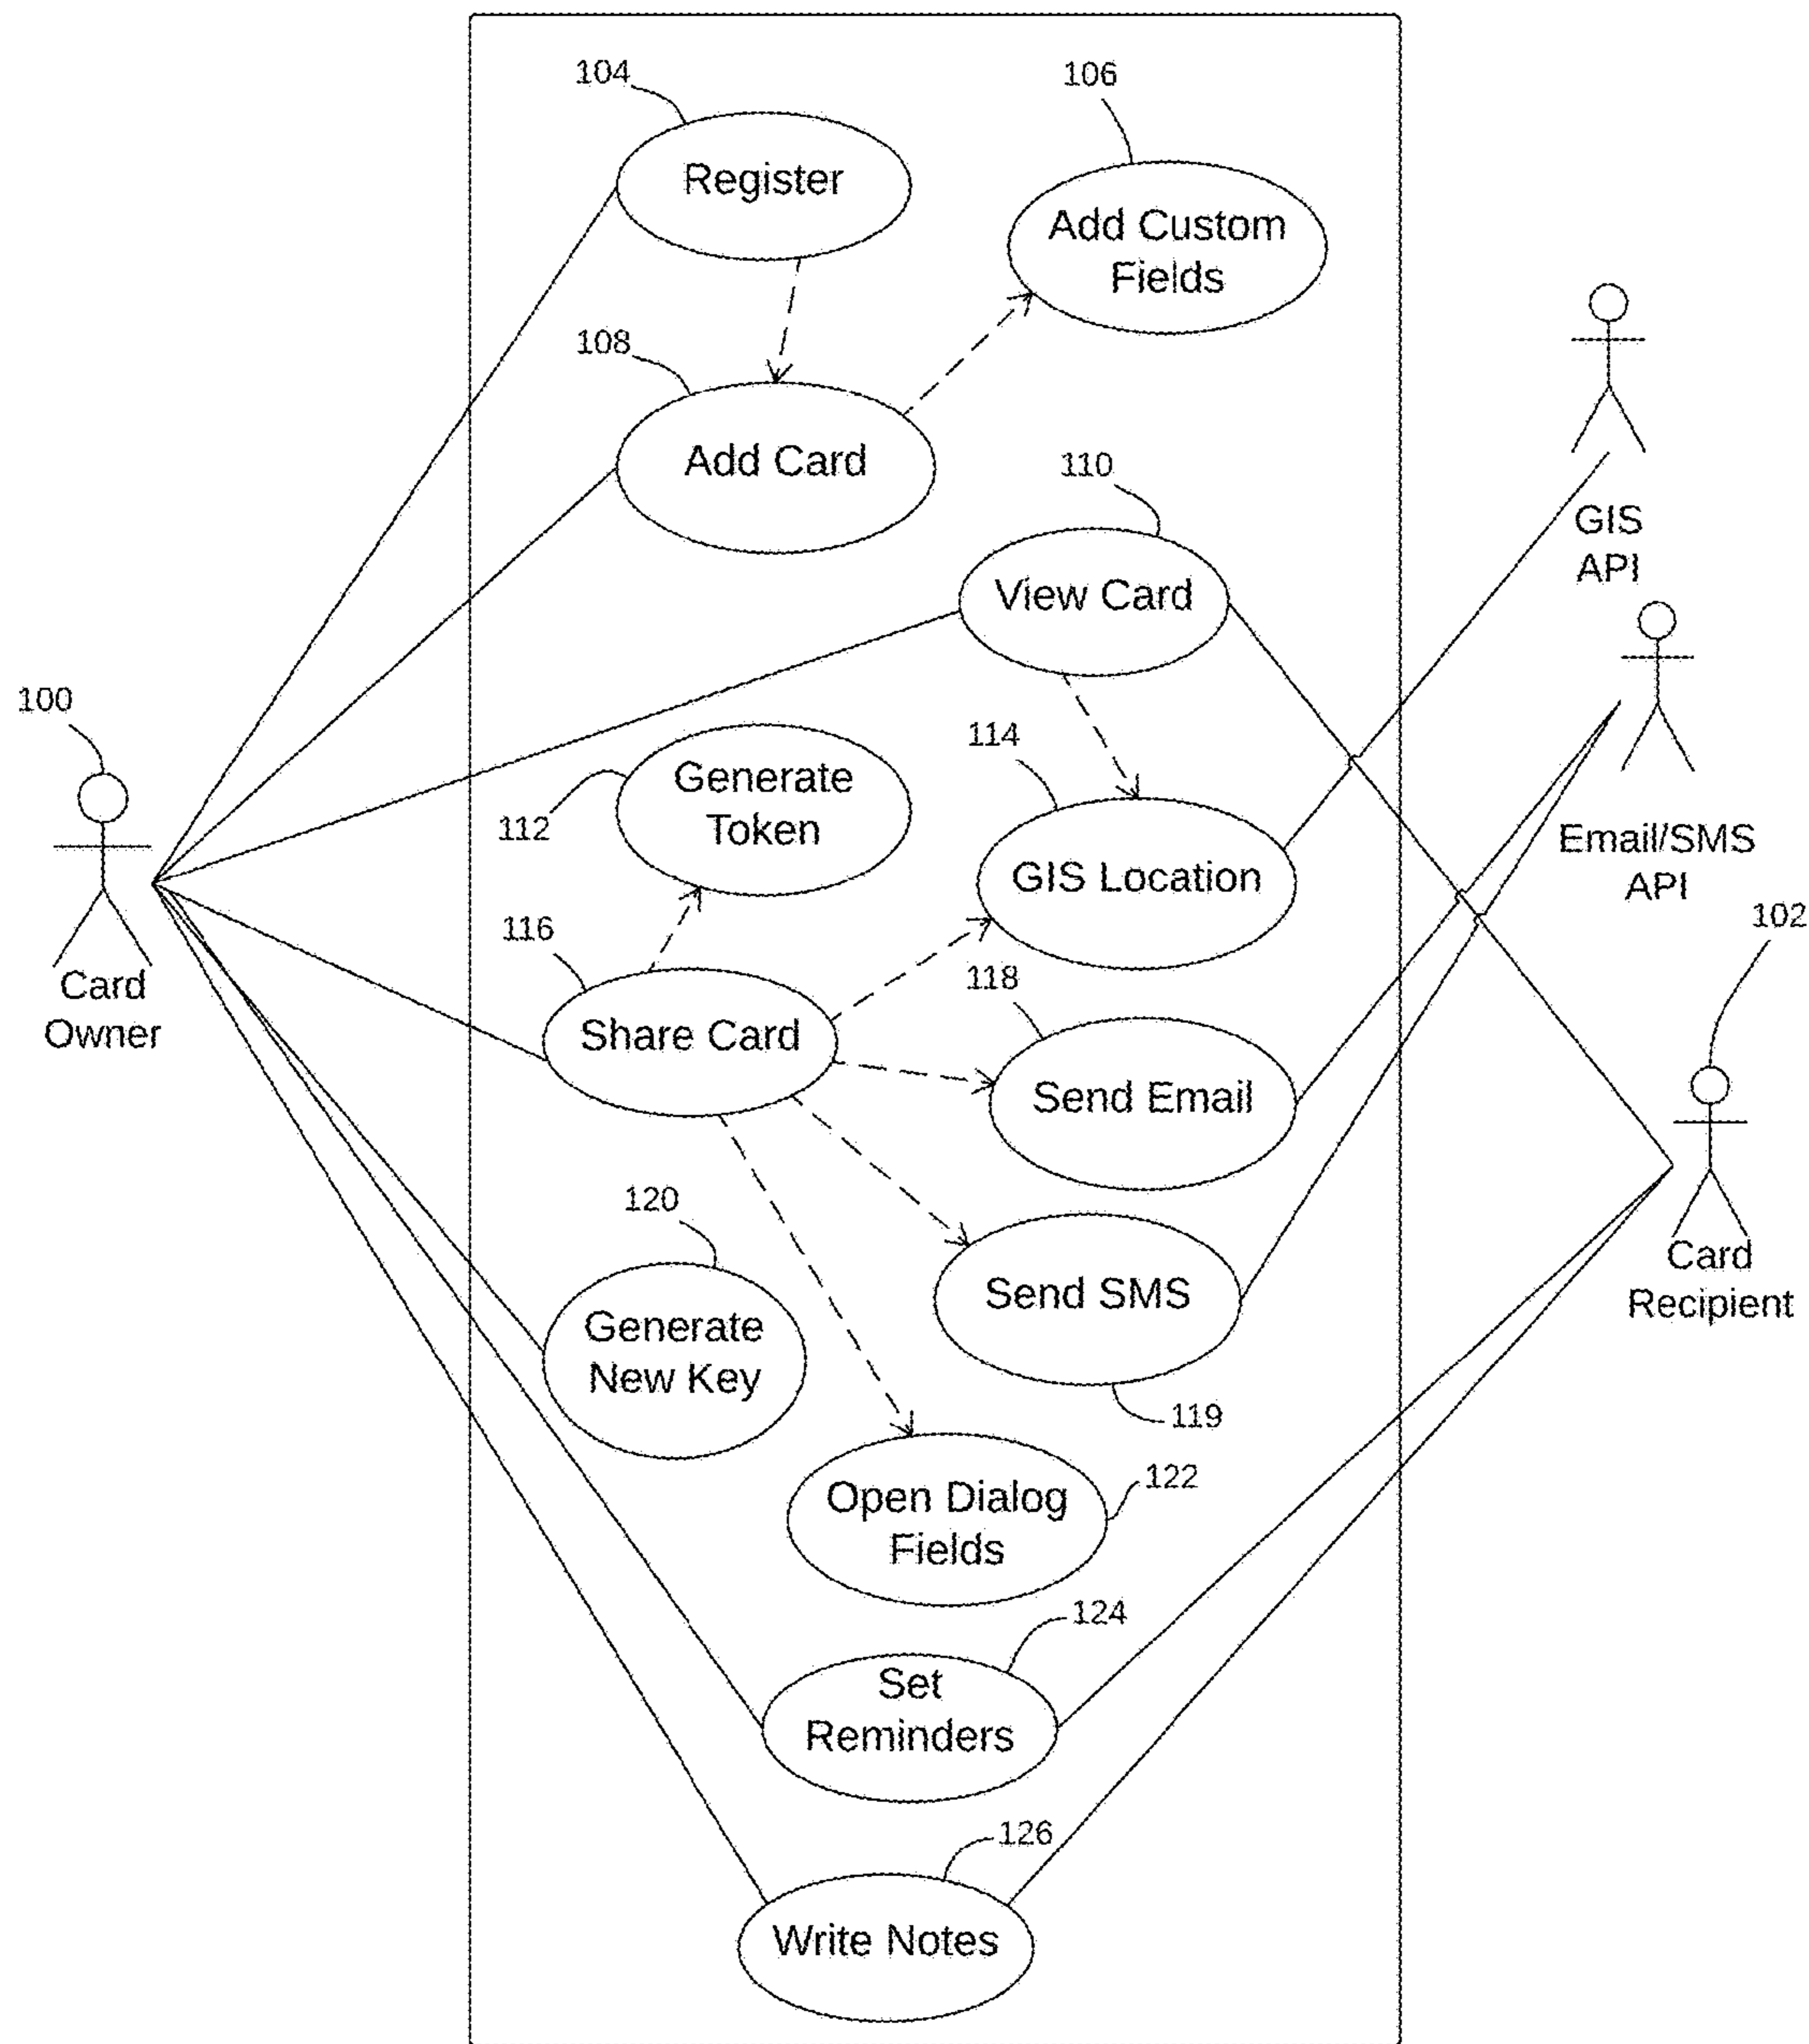 104
106
Register
Add Custom
Fields
108
Add Card
110
GIS
API
View Card
100
114
Generate
Token
112
Email/SMS
API
GIS Location
102
116
118
Card
Owner
Share Card
Send Email
120
Card
Recipient
Send SMS
Generate
New Key
119
122
Open Dialog
Fields
124
Set
Reminders
126
Write Notes